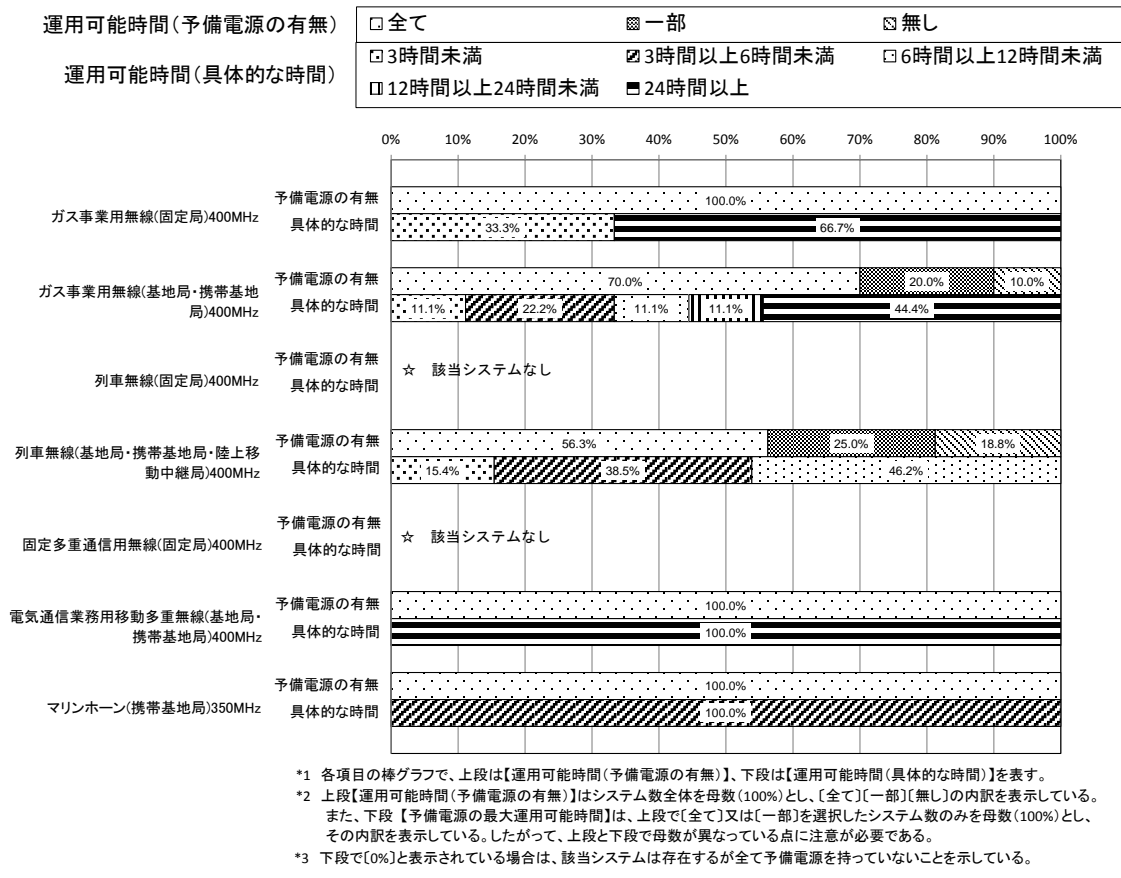 運用可能時間(予備電源の有無)
全て 一部 無し
運用可能時間(具体的な時間)
3時間未満 3時間以上6時間未満 6時間以上12時間未満
12時間以上24時間未満 24時間以上
0% 10% 20% 30% 40% 50% 60% 70% 80% 90% 100%
ガス事業用無線(固定局)400MHz
予備電源の有無
100.0%
具体的な時間
33.3% 66.7%
ガス事業用無線(基地局・携帯基地
局)400MHz
予備電源の有無
70.0% 20.0% 10.0%
具体的な時間
11.1% 22.2% 11.1% 11.1% 44.4%
列車無線(固定局)400MHz
予備電源の有無
具体的な時間
☆ 該当システムなし
列車無線(基地局・携帯基地局・陸上移
動中継局)400MHz
予備電源の有無
56.3% 25.0% 18.8%
具体的な時間
15.4% 38.5% 46.2%
固定多重通信用無線(固定局)400MHz
予備電源の有無
具体的な時間
☆ 該当システムなし
電気通信業務用移動多重無線(基地局・
携帯基地局)400MHz
予備電源の有無
100.0%
具体的な時間
100.0%
マリンホーン(携帯基地局)350MHz
予備電源の有無
100.0%
具体的な時間
100.0%
*1 各項目の棒グラフで、上段は【運用可能時間(予備電源の有無)】、下段は【運用可能時間(具体的な時間)】を表す。
*2 上段【運用可能時間(予備電源の有無)】はシステム数全体を母数(100%)とし、〔全て〕〔一部〕〔無し〕の内訳を表示している。
また、下段 【予備電源の最大運用可能時間】は、上段で〔全て〕又は〔一部〕を選択したシステム数のみを母数(100%)とし、
その内訳を表示している。したがって、上段と下段で母数が異なっている点に注意が必要である。
*3 下段で〔0%〕と表示されている場合は、該当システムは存在するが全て予備電源を持っていないことを示している。